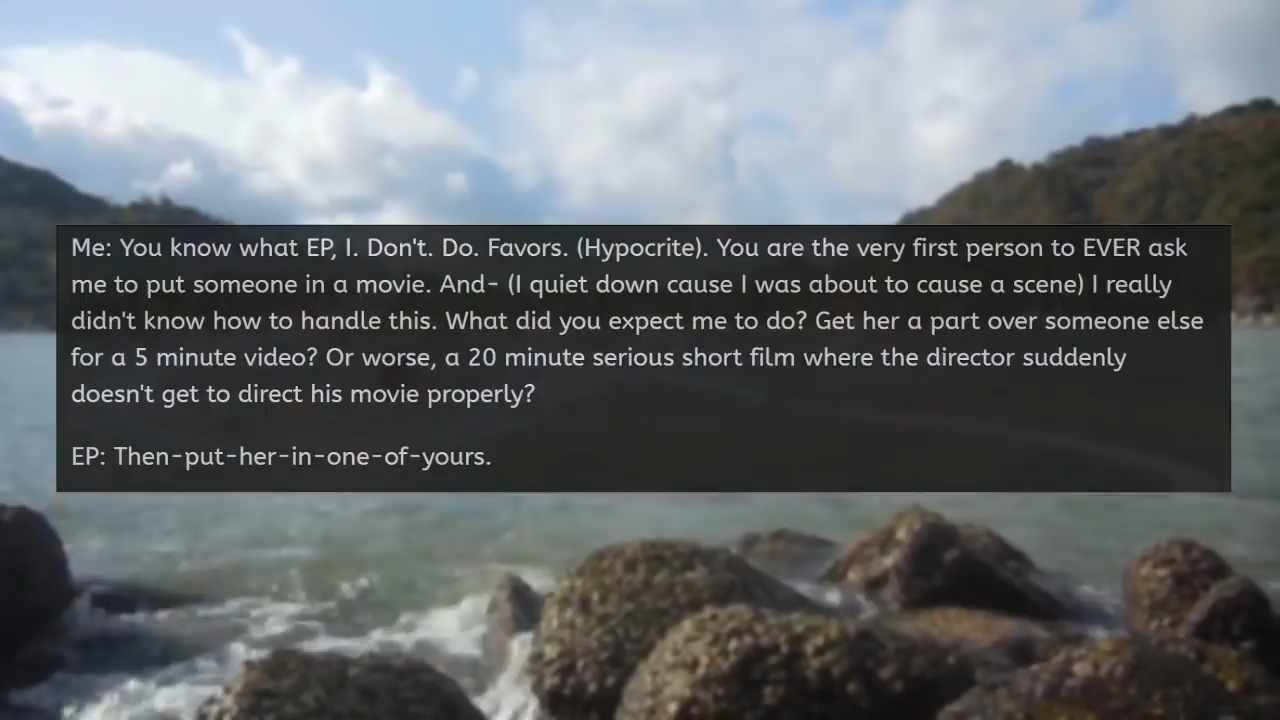 Me: You know what EP, I. Don't. Do. Favors. (Hypocrite). You are the very first person to EVER ask
me to put someone in a movie. And- (I quiet down cause I was about to cause a scene) I really
didn't know how to handle this. What did you expect me to do? Get her a part over someone else
for a 5 minute video? Or worse, a 20 minute serious short film where the director suddenly
doesn't get to direct his movie properly?
EP: Then-put-her-in-one-of-yours.